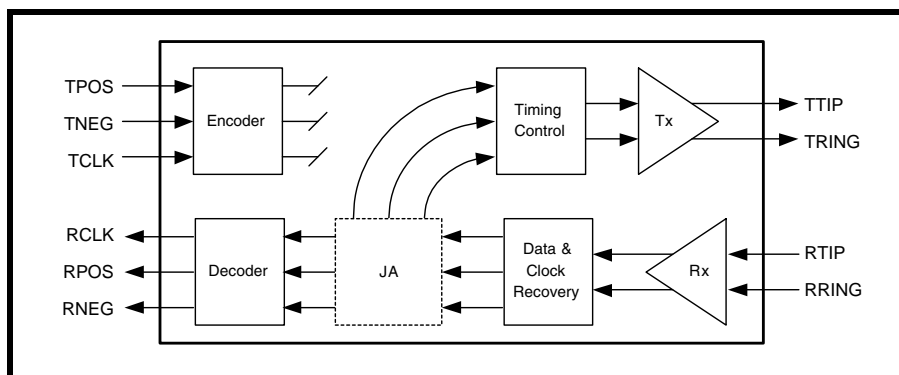 TPOS
TNEG
TCLK
Encoder
Timing
Control
Tx
TTIP
TRING
RCLK
RPOS
RNEG
Decoder
JA
Data &
Clock
Recovery
Rx
RTIP
RRING